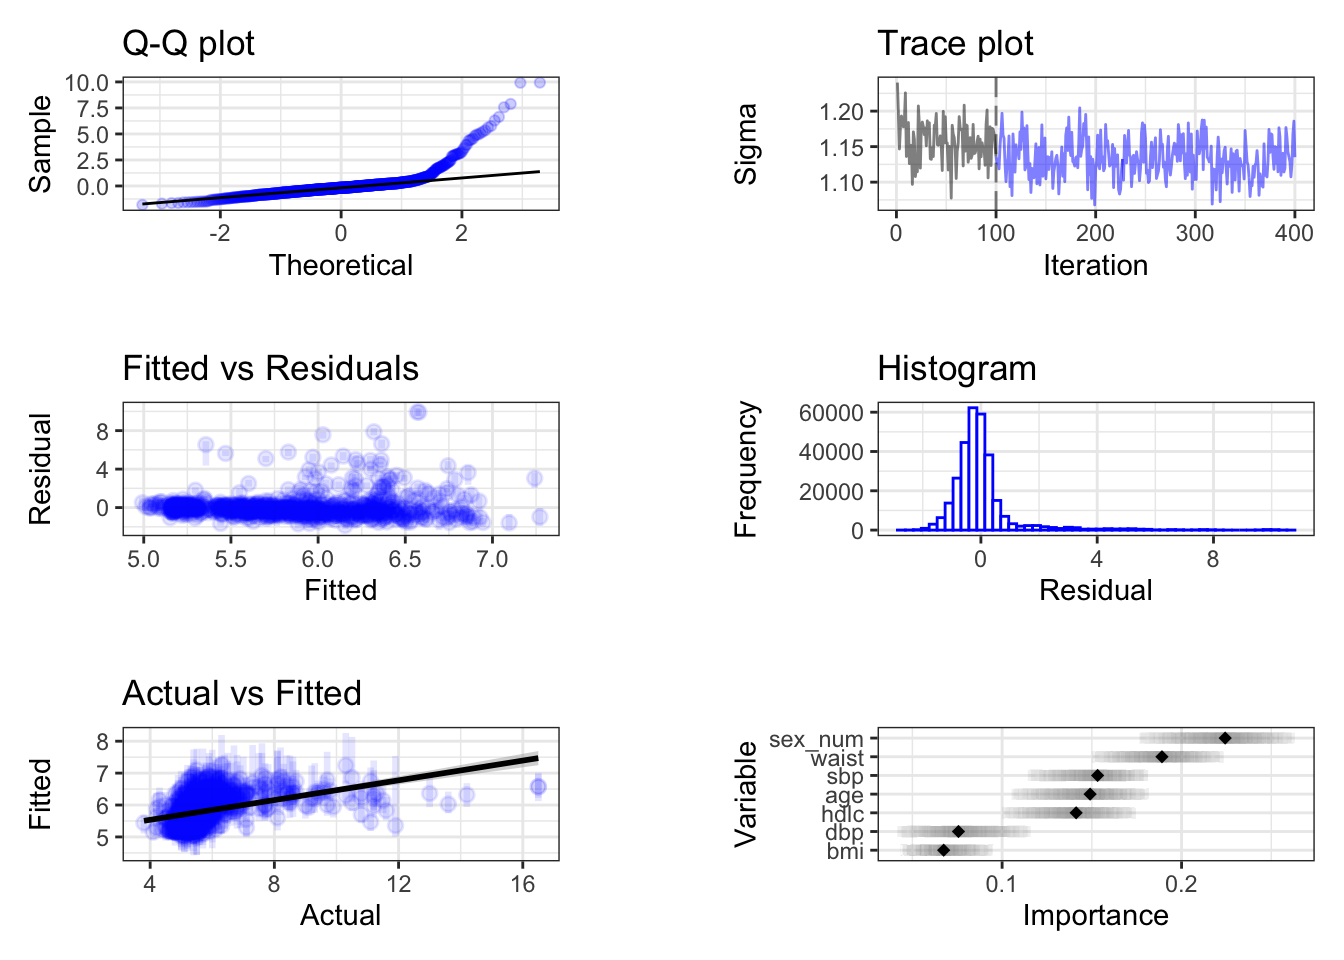 Q-Q plot
Sample
10.0
7.5
5.0
2.5
0.0
-2 0 2
Theoretical
Trace plot
Sigma
1.20
1.15
1.10
0 100 200 300 400
Iteration
Fitted vs Residuals
Residual
8
4
0
5.0 5.5 6.0 6.5 7.0
Fitted
Histogram
Frequency
60000
40000
20000
0
0 4 8
Residual
Actual vs Fitted
Fitted
8
7
6
5
4 8 12 16
Actual
Variable
sex_num
waist
sbp
age
hdlc
dbp
bmi
0.1 0.2
Importance